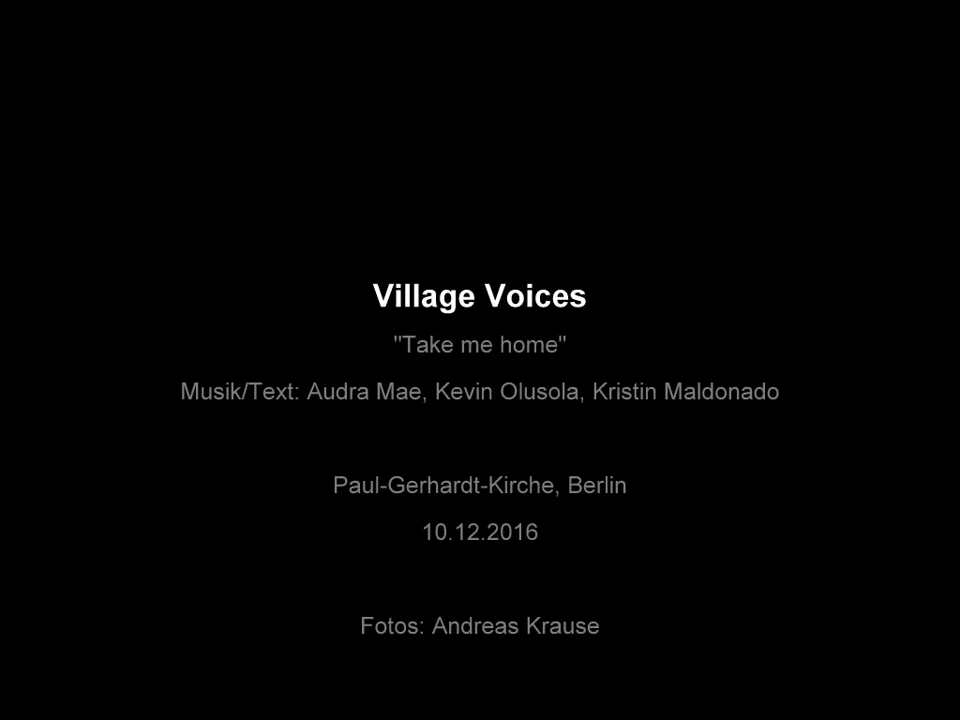 Village Voices
"Take me home"
Musik/Text: Audra Mae, Kevin Olusola, Kristin Maldonado
Paul-Gerhardt-Kirche, Berlin
10.12.2016
Fotos: Andreas Krause